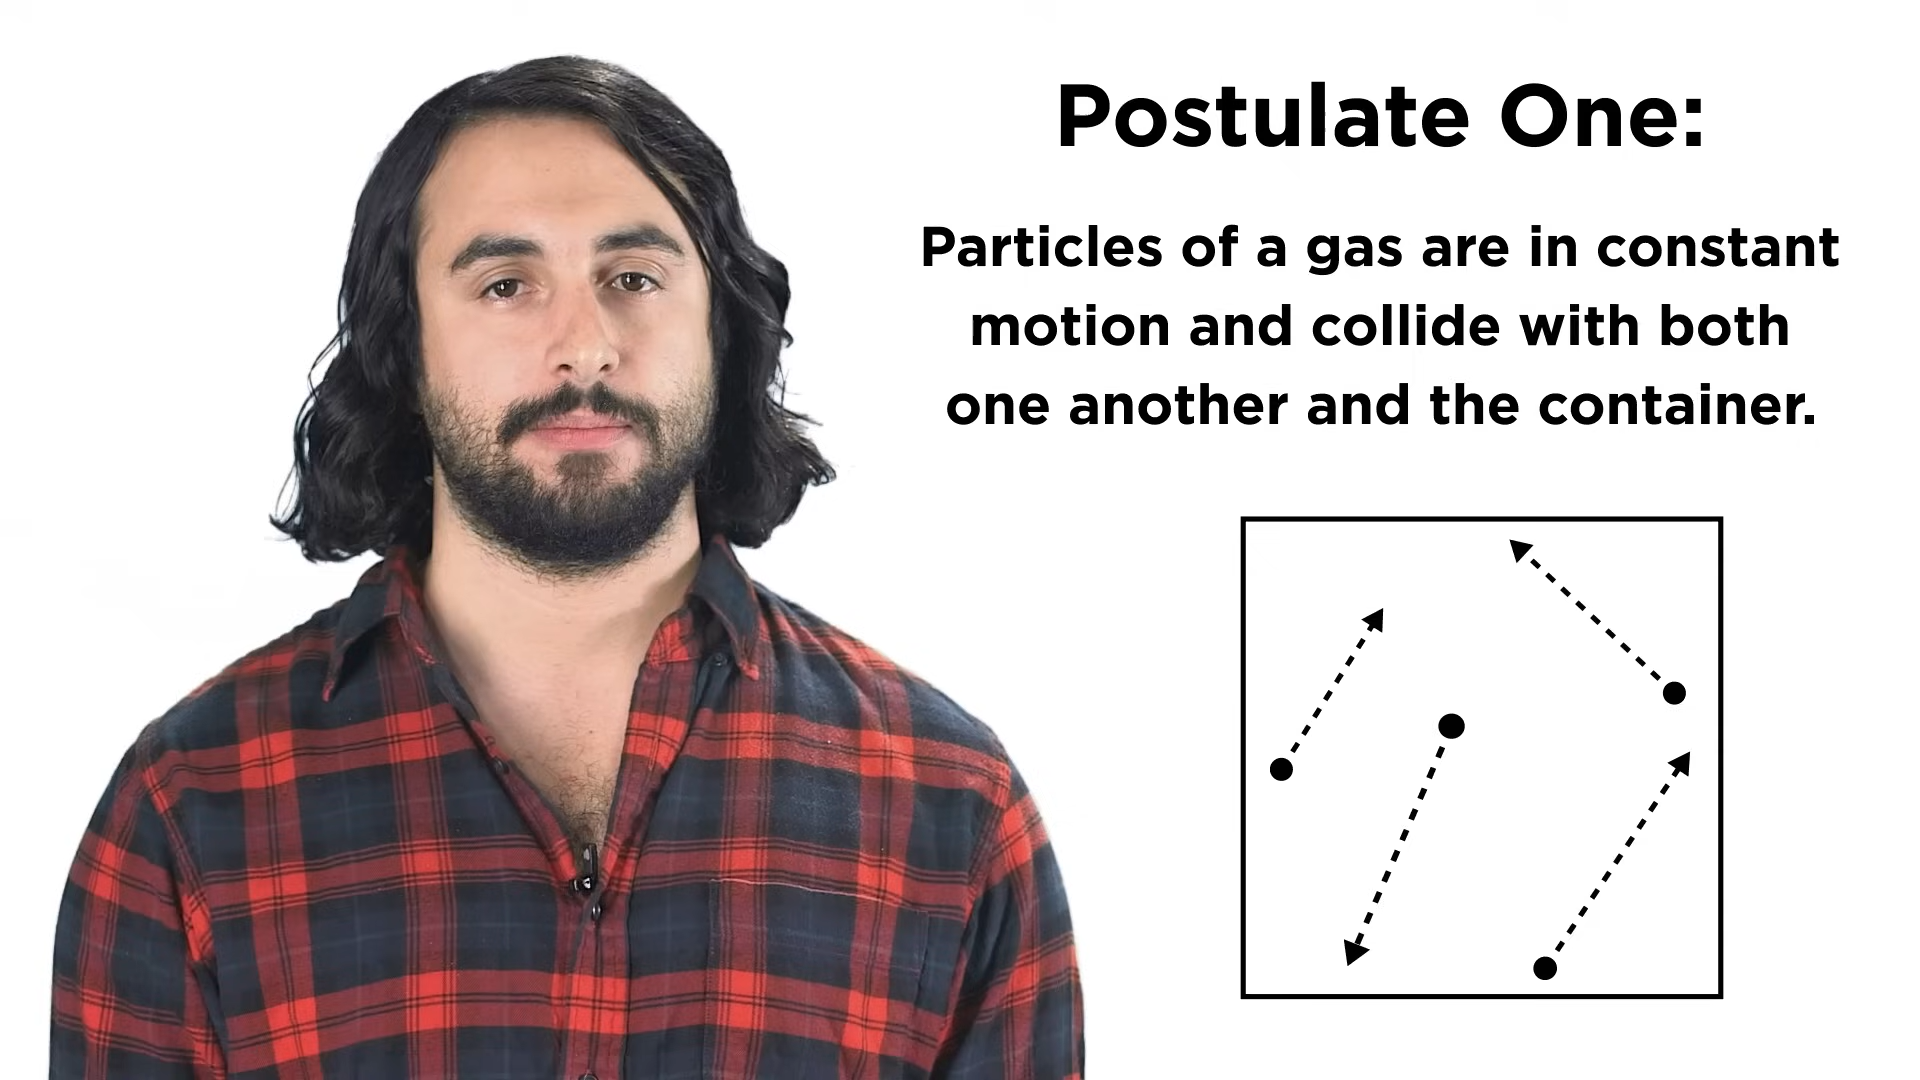 Postulate One:
Particles of a gas are in constant
motion and collide with both
one another and the container.